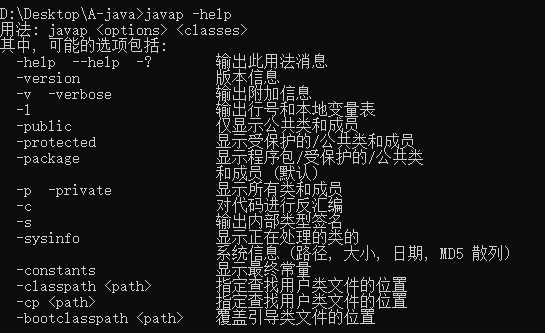 D:\Desktop\A-java>javap -help
用法: javap <options> <classes>
其中, 可能的选项包括:
  -help  --help  -?        输出此用法消息
  -version                 版本信息
  -v  -verbose             输出附加信息
  -l                       输出行号和本地变量表
  -public                  仅显示公共类和成员
  -protected               显示受保护的/公共类和成员
  -package                 显示程序包/受保护的/公共类
                           和成员 (默认)
  -p  -private             显示所有类和成员
  -c                       对代码进行反汇编
  -s                       输出内部类型签名
  -sysinfo                 显示正在处理的类的
                           系统信息 (路径, 大小, 日期, MD5 散列)
  -constants               显示最终常量
  -classpath <path>        指定查找用户类文件的位置
  -cp <path>               指定查找用户类文件的位置
  -bootclasspath <path>    覆盖引导类文件的位置